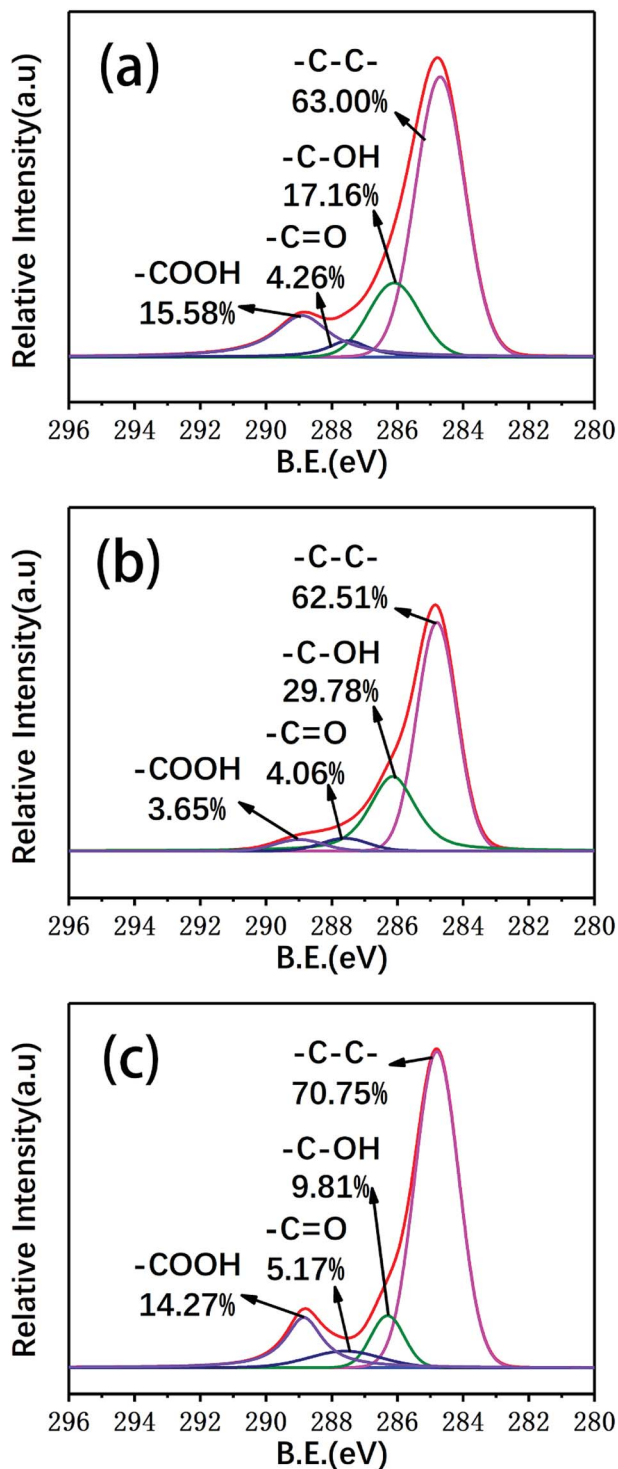 (a)
-C-C-
63.00%
-C-OH
17.16%
-C=O
4.26%
-COOH
15.58%
Relative Intensity(a.u)
296 294 292 290 288 286 284 282 280
B.E.(eV)
(b)
-C-C-
62.51%
-C-OH
29.78%
-C=O
4.06%
-COOH
3.65%
Relative Intensity(a.u)
296 294 292 290 288 286 284 282 280
B.E.(eV)
(c)
-C-C-
70.75%
-C-OH
9.81%
-C=O
5.17%
-COOH
14.27%
Relative Intensity(a.u)
296 294 292 290 288 286 284 282 280
B.E.(eV)